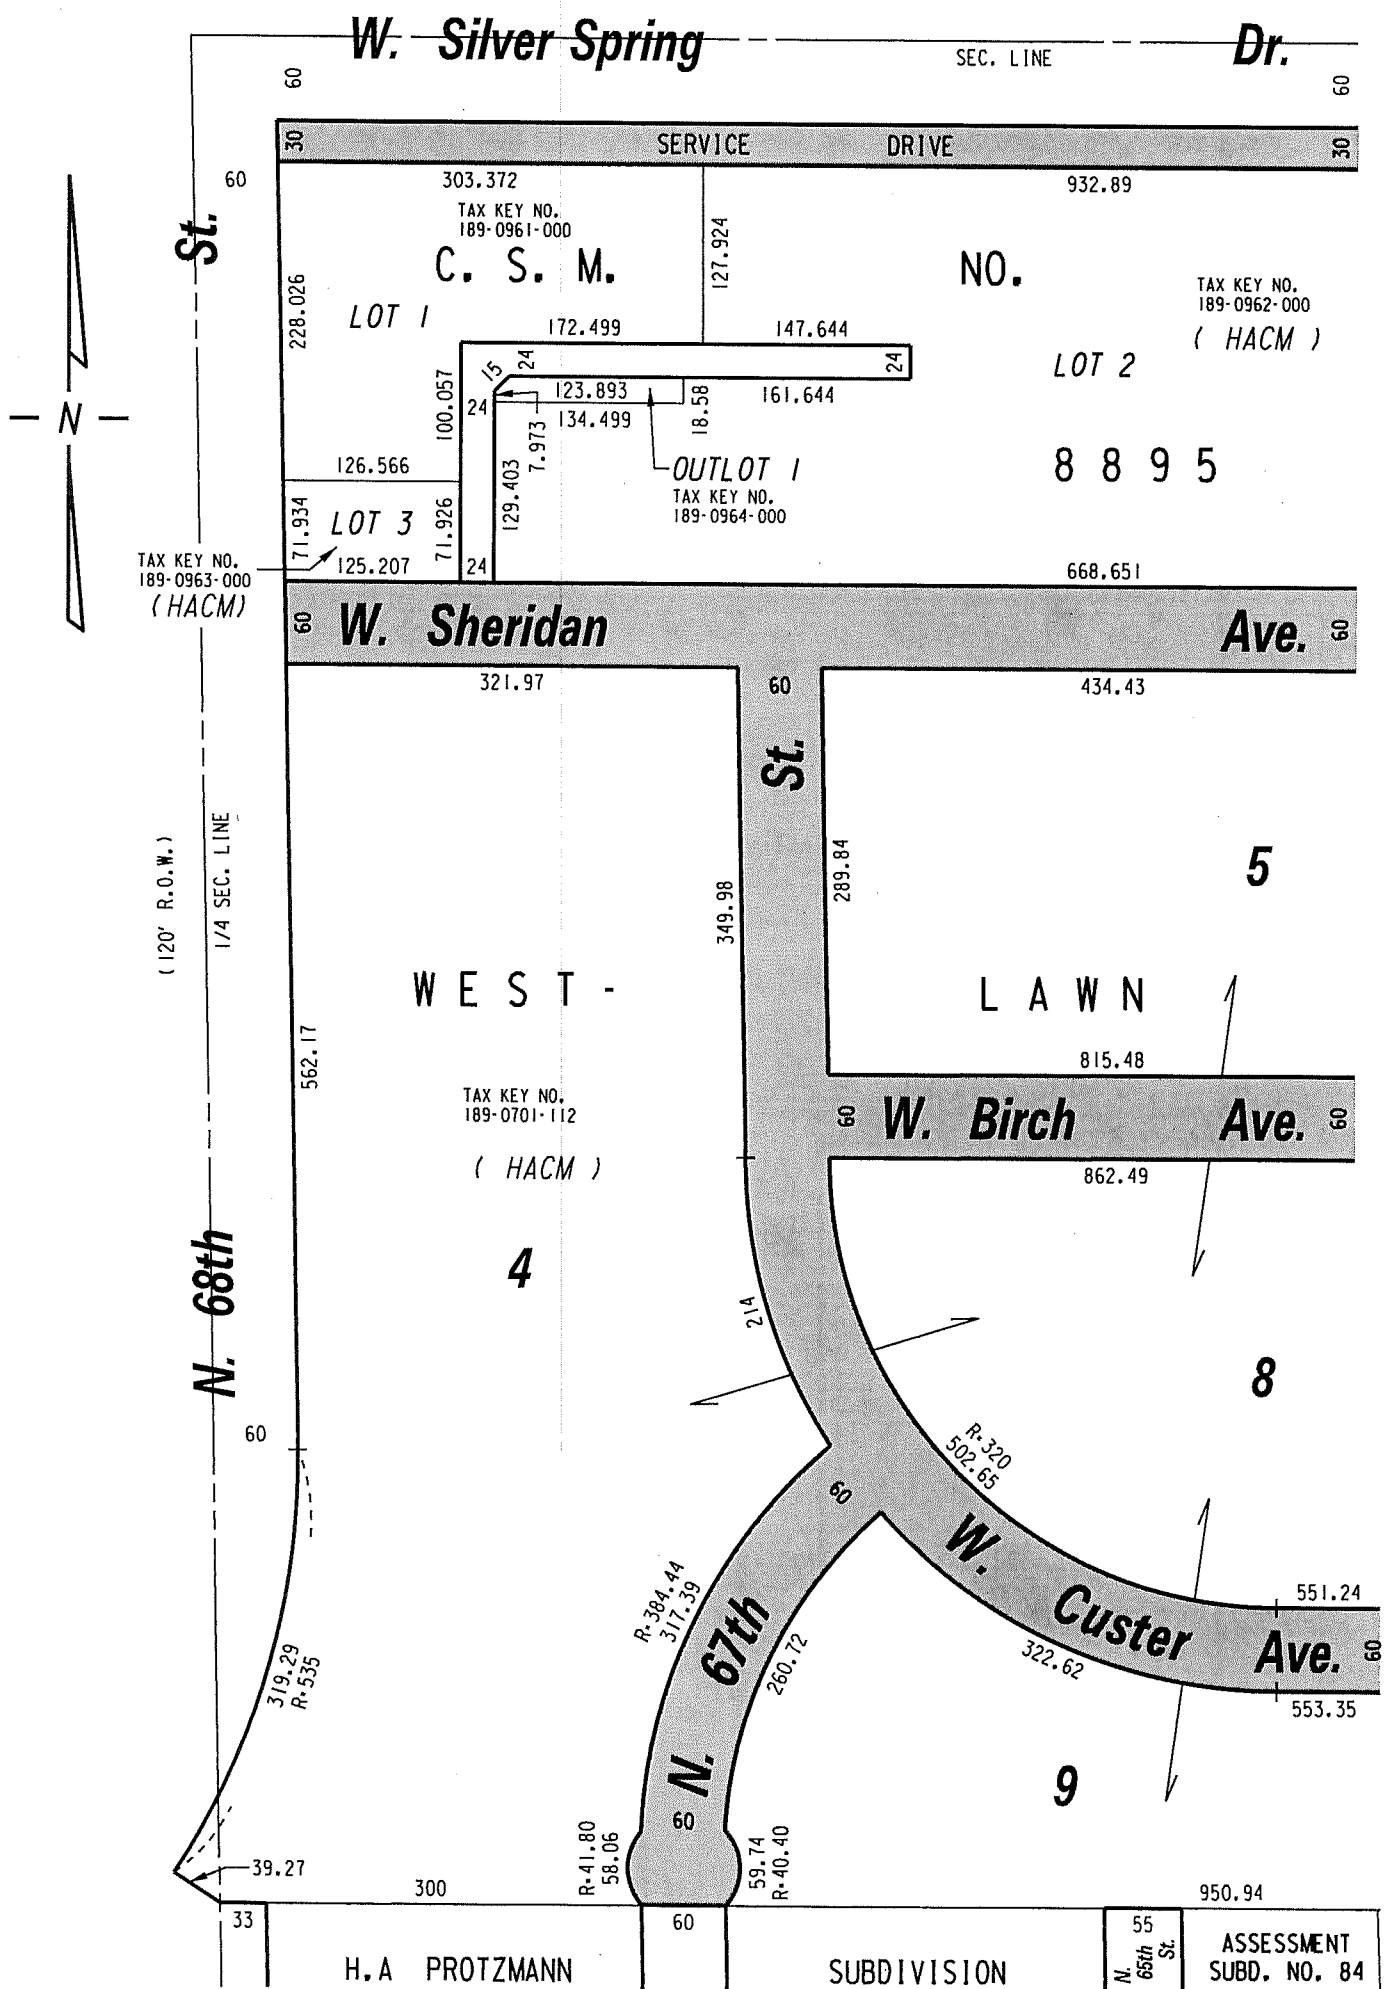 W. Silver Spring Dr.
SEC. LINE
60
60
30
SERVICE DRIVE
30
60
303.372
932.89
TAX KEY NO.
189-0961-000
St.
127.924
C. S. M. NO.
TAX KEY NO.
189-0962-000
( HACM )
228.026
LOT 1
172.499
147.644
LOT 2
15
24
24
100.057
123.893
161.644
24
134.499
18.58
7.973
N
126.566
129.403
OUTLOT 1
TAX KEY NO.
189-0964-000
8 8 9 5
71.934
LOT 3
71.926
TAX KEY NO.
189-0963-000
(HACM)
125.207
24
668.651
60
W. Sheridan Ave.
60
321.97
60
434.43
St.
(120' R.O.W.)
1/4 SEC. LINE
349.98
289.84
5
WEST-
LAWN
562.17
815.48
TAX KEY NO.
189-0701-112
( HACM )
60
W. Birch Ave.
60
862.49
N. 68th
4
214
8
60
R=320
502.65
60
W. Custer Ave.
551.24
60
R=384.44
317.39
N. 67th
260.72
322.62
553.35
319.29
R=535
9
60
R=41.80
58.06
59.74
R=40.40
39.27
300
950.94
33
60
55
N. 65th St.
H.A PROTZMANN SUBDIVISION
ASSESSMENT
SUBD. NO. 84